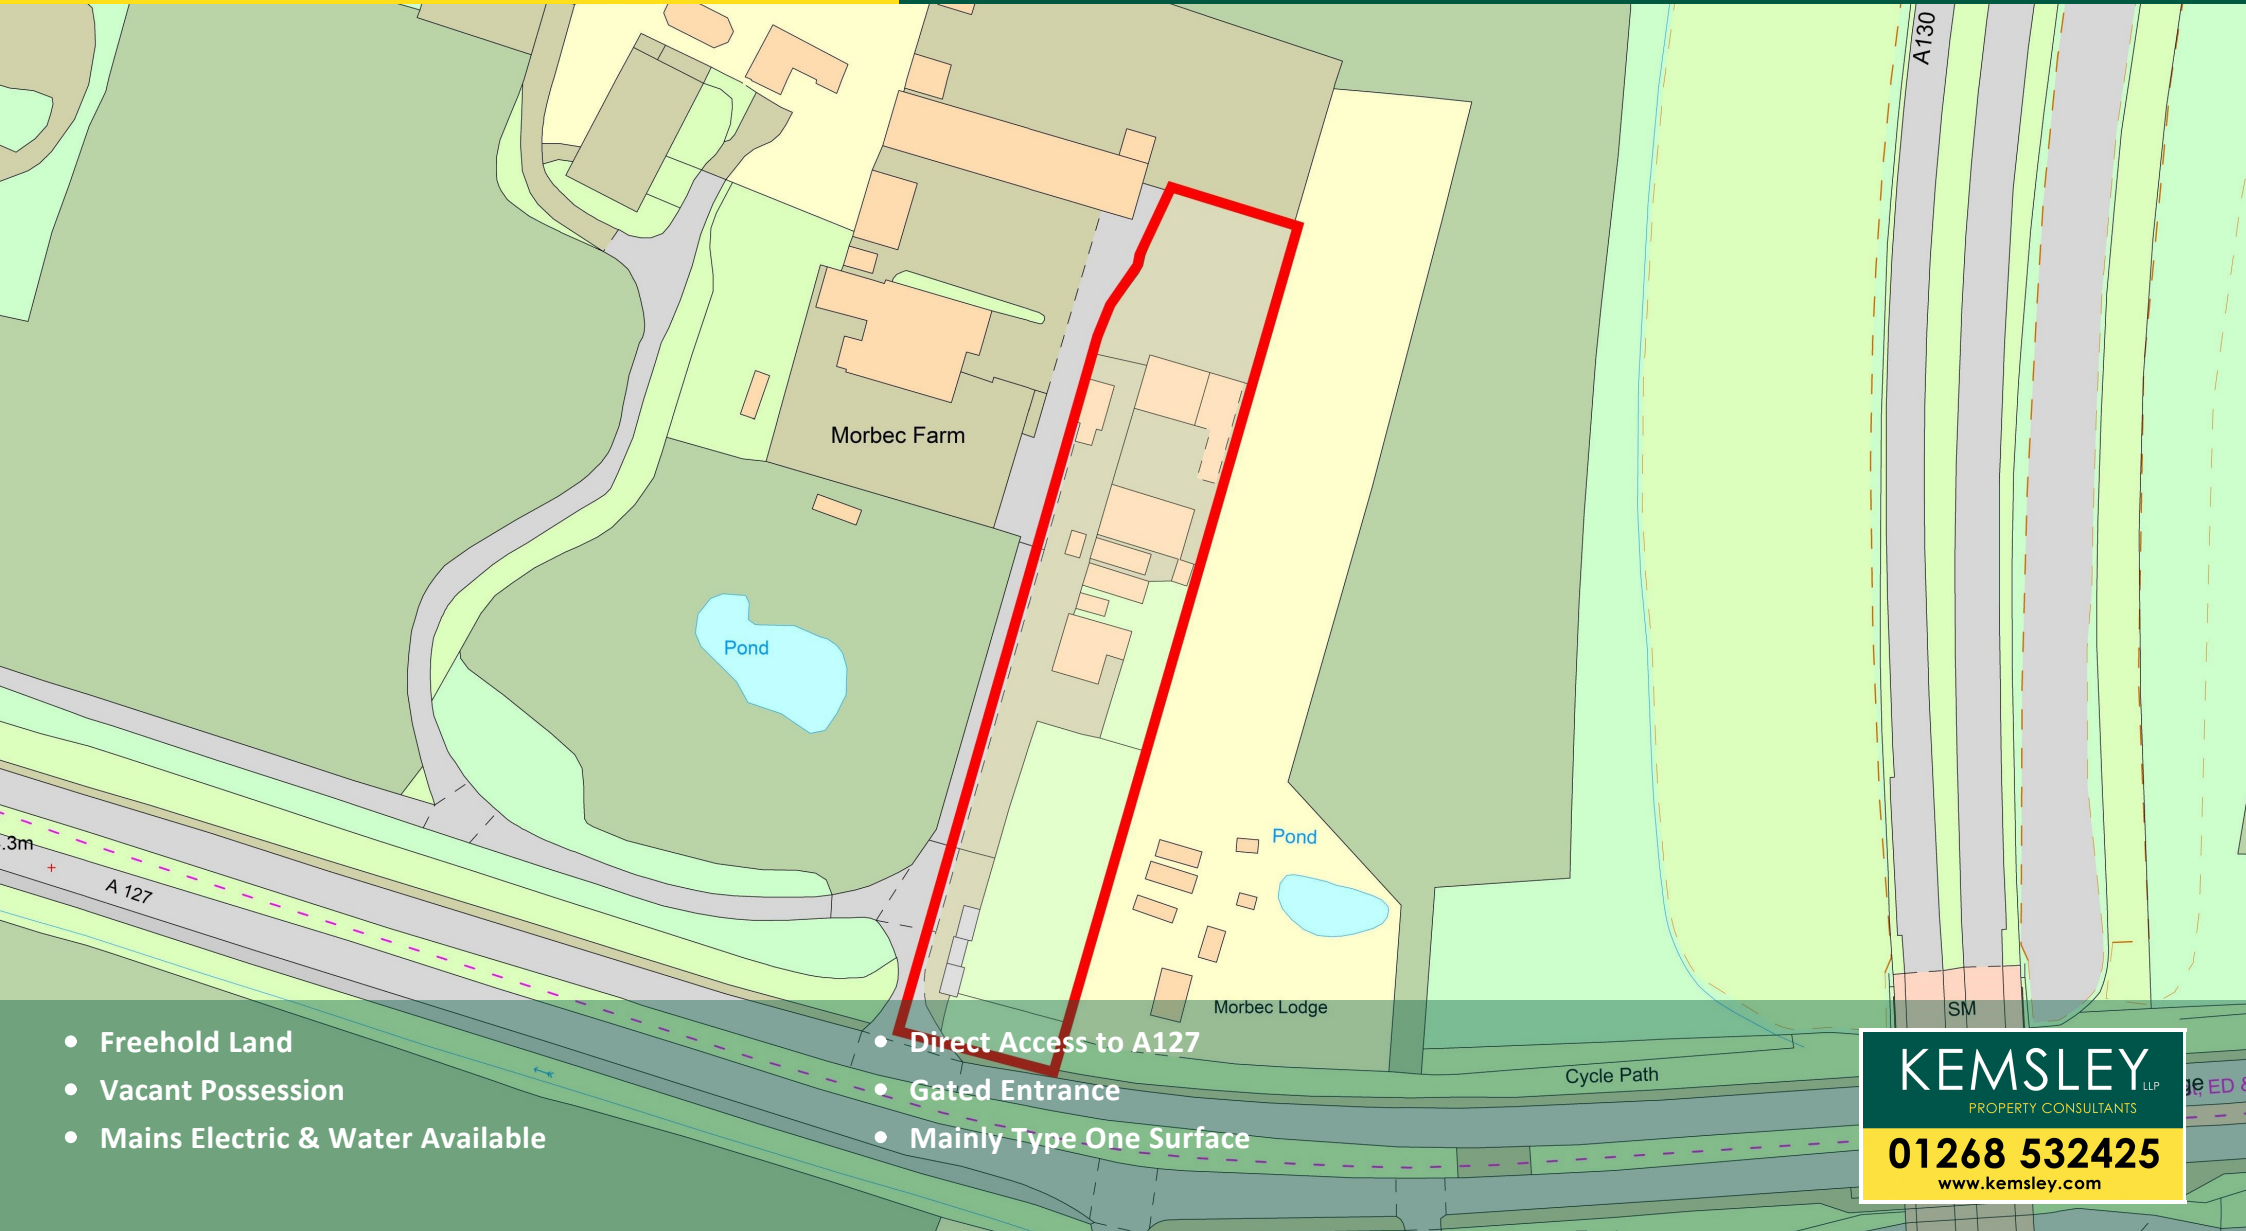 A130
Morbec Farm
Pond
Pond
.3m
A 127
Morbec Lodge
SM
Cycle Path
• Freehold Land
• Vacant Possession
• Mains Electric & Water Available
• Direct Access to A127
• Gated Entrance
• Mainly Type One Surface
KEMSLEY LLP
PROPERTY CONSULTANTS
01268 532425
www.kemsley.com
ED &